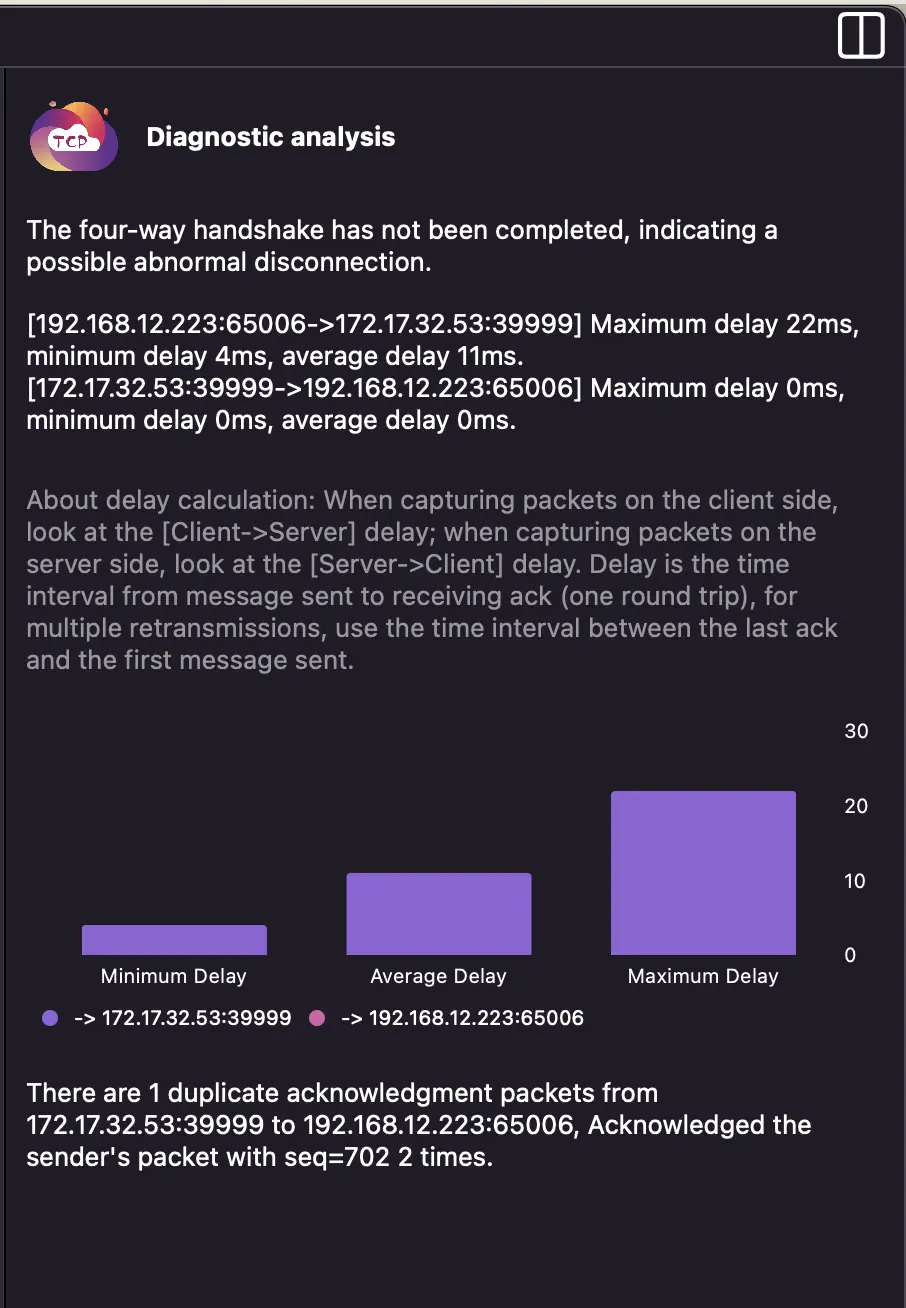 TCP
Diagnostic analysis
The four-way handshake has not been completed, indicating a
possible abnormal disconnection.
[192.168.12.223:65006->172.17.32.53:39999] Maximum delay 22ms,
minimum delay 4ms, average delay 11ms.
[172.17.32.53:39999->192.168.12.223:65006] Maximum delay 0ms,
minimum delay 0ms, average delay 0ms.
About delay calculation: When capturing packets on the client side,
look at the [Client->Server] delay; when capturing packets on the
server side, look at the [Server->Client] delay. Delay is the time
interval from message sent to receiving ack (one round trip), for
multiple retransmissions, use the time interval between the last ack
and the first message sent.
30
20
10
0
Minimum Delay
Average Delay
Maximum Delay
-> 172.17.32.53:39999
-> 192.168.12.223:65006
There are 1 duplicate acknowledgment packets from
172.17.32.53:39999 to 192.168.12.223:65006, Acknowledged the
sender's packet with seq=702 2 times.